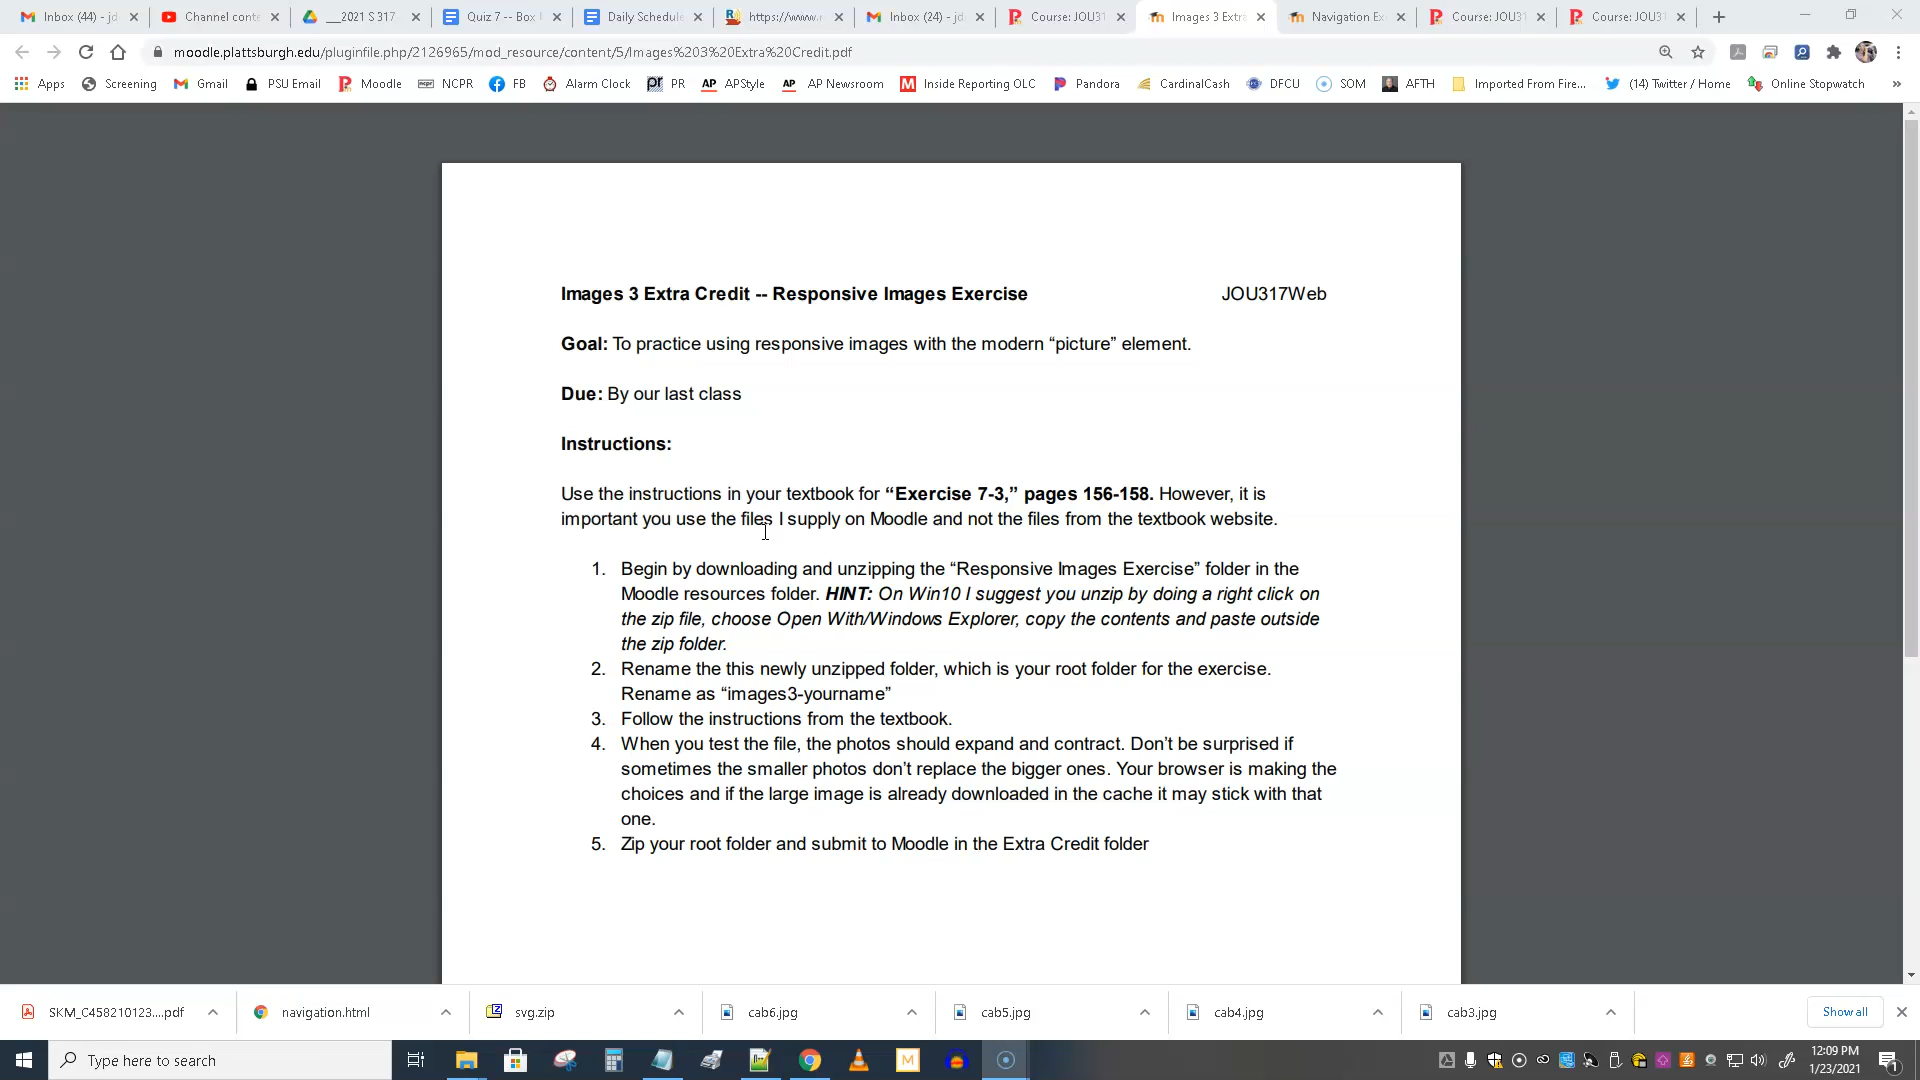 Inbox (44) - jd
Channel conte
___2021 S 317
Quiz 7 -- Box
Daily Schedule
https://www.r
Inbox (24) - jd
Course: JOU31
Images 3 Extra
Navigation Ex
Course: JOU31
Course: JOU31
moodle.plattsburgh.edu/pluginfile.php/2126965/mod_resource/content/5/Images%203%20Extra%20Credit.pdf
Apps Screening Gmail PSU Email Moodle NCPR FB Alarm Clock PR APStyle AP Newsroom Inside Reporting OLC Pandora CardinalCash DFCU SOM AFTH Imported From Fire... (14) Twitter / Home Online Stopwatch »
Images 3 Extra Credit -- Responsive Images Exercise JOU317Web
Goal: To practice using responsive images with the modern “picture” element.
Due: By our last class
Instructions:
Use the instructions in your textbook for “Exercise 7-3,” pages 156-158. However, it is
important you use the files I supply on Moodle and not the files from the textbook website.
1. Begin by downloading and unzipping the “Responsive Images Exercise” folder in the
Moodle resources folder. HINT: On Win10 I suggest you unzip by doing a right click on
the zip file, choose Open With/Windows Explorer, copy the contents and paste outside
the zip folder.
2. Rename the this newly unzipped folder, which is your root folder for the exercise.
Rename as “images3-yourname”
3. Follow the instructions from the textbook.
4. When you test the file, the photos should expand and contract. Don’t be surprised if
sometimes the smaller photos don’t replace the bigger ones. Your browser is making the
choices and if the large image is already downloaded in the cache it may stick with that
one.
5. Zip your root folder and submit to Moodle in the Extra Credit folder
SKM_C458210123....pdf
navigation.html
svg.zip
cab6.jpg
cab5.jpg
cab4.jpg
cab3.jpg
Show all
Type here to search
12:09 PM
1/23/2021